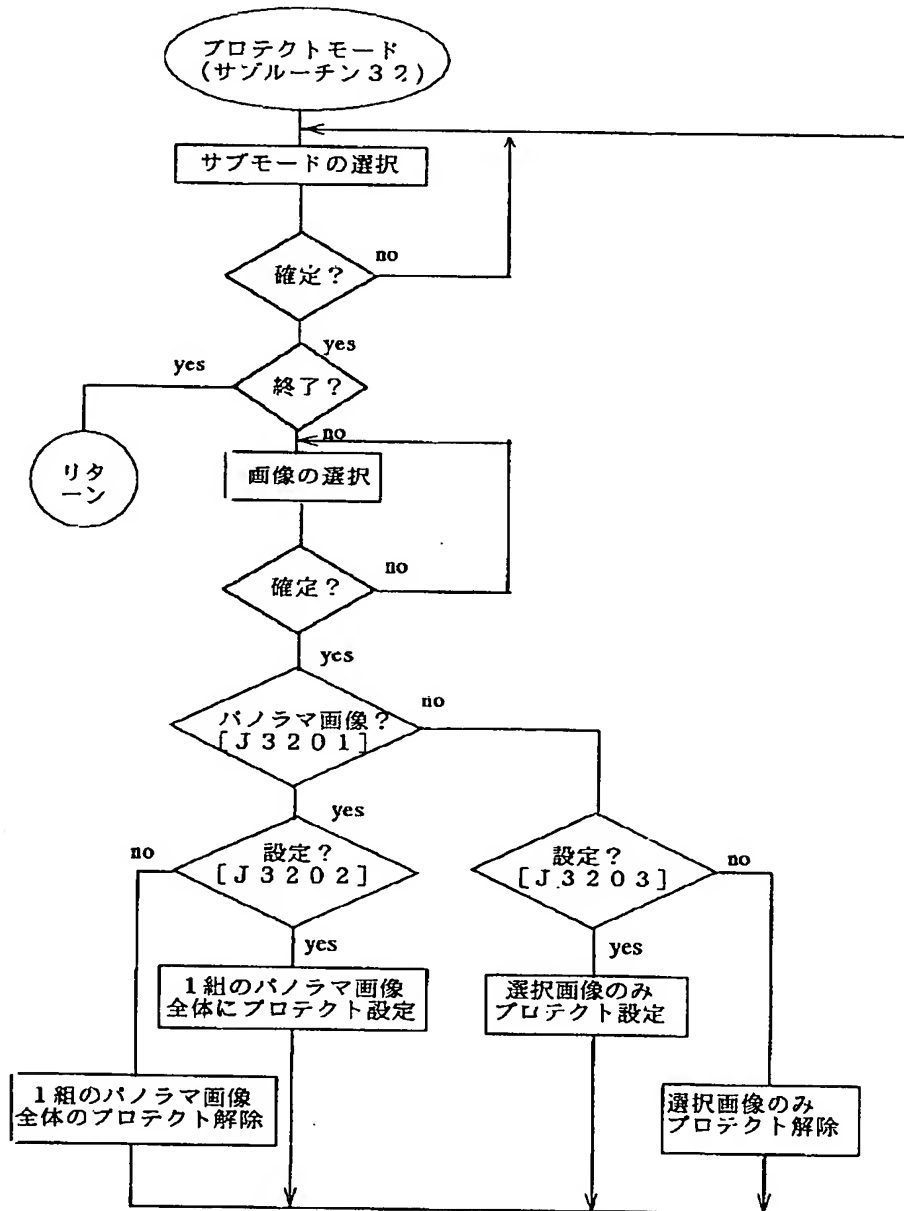 プロテクトモード
(サブルーチン32)
サブモードの選択
no
確定?
yes
yes
終了?
no
リタ
ーン
画像の選択
no
確定?
yes
no
パノラマ画像?
[J3201]
yes
no
設定?
[J3202]
設定?
[J3203]
no
yes
yes
1組のパノラマ画像
全体にプロテクト設定
選択画像のみ
プロテクト設定
1組のパノラマ画像
全体のプロテクト解除
選択画像のみ
プロテクト解除